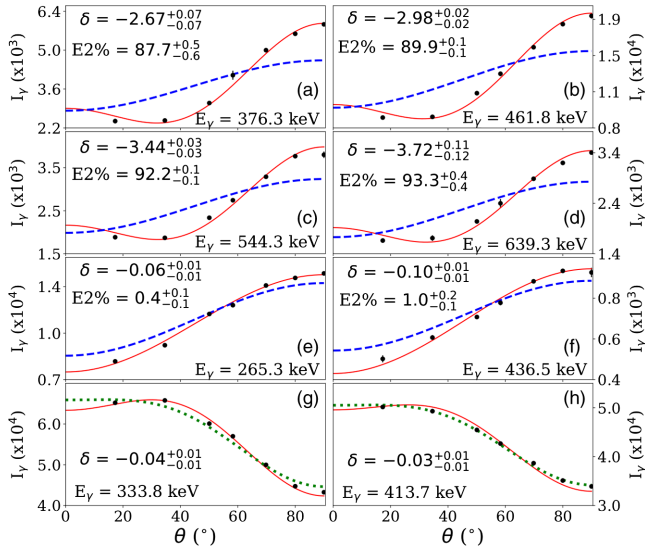 I_γ (x10^3)
6.4
5.0
3.6
2.2
δ = −2.67^{+0.07}_{−0.07}
E2% = 87.7^{+0.5}_{−0.6}
(a)
E_γ = 376.3 keV
δ = −2.98^{+0.02}_{−0.02}
E2% = 89.9^{+0.1}_{−0.1}
(b)
E_γ = 461.8 keV
1.9
1.5
1.1
0.8
I_γ (x10^4)
I_γ (x10^3)
3.5
2.5
1.5
δ = −3.44^{+0.03}_{−0.03}
E2% = 92.2^{+0.1}_{−0.1}
(c)
E_γ = 544.3 keV
δ = −3.72^{+0.11}_{−0.12}
E2% = 93.3^{+0.4}_{−0.4}
(d)
E_γ = 639.3 keV
3.4
2.4
1.4
I_γ (x10^3)
I_γ (x10^4)
1.4
1.0
0.7
δ = −0.06^{+0.01}_{−0.01}
E2% = 0.4^{+0.1}_{−0.1}
(e)
E_γ = 265.3 keV
δ = −0.10^{+0.01}_{−0.01}
E2% = 1.0^{+0.2}_{−0.1}
(f)
E_γ = 436.5 keV
0.8
0.6
0.4
I_γ (x10^3)
I_γ (x10^4)
6.0
5.0
4.0
(g)
δ = −0.04^{+0.01}_{−0.01}
E_γ = 333.8 keV
(h)
δ = −0.03^{+0.01}_{−0.01}
E_γ = 413.7 keV
5.0
4.0
3.0
I_γ (x10^4)
0 20 40 60 80
0 20 40 60 80
θ (°)
θ (°)